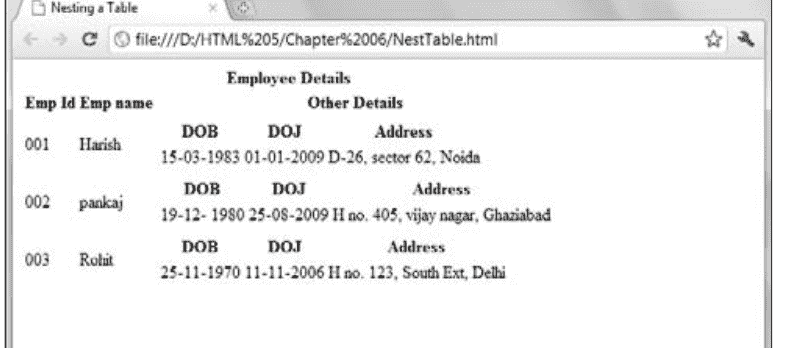 Nesting a Table
file:///D:/HTML%205/Chapter%2006/NestTable.html
Employee Details
Emp Id Emp name Other Details
DOB DOJ Address
001 Harish
15-03-1983 01-01-2009 D-26, sector 62, Noida
DOB DOJ Address
002 pankaj
19-12- 1980 25-08-2009 H no. 405, vijay nagar, Ghaziabad
DOB DOJ Address
003 Rohit
25-11-1970 11-11-2006 H no. 123, South Ext, Delhi